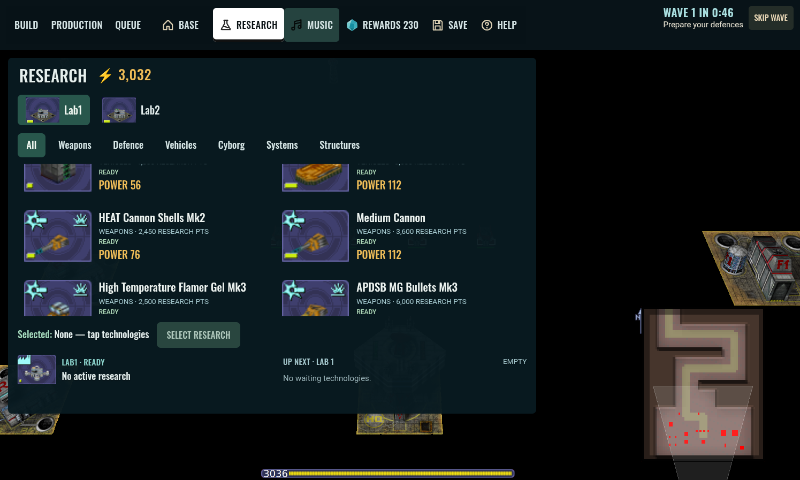 BUILD PRODUCTION QUEUE BASE RESEARCH MUSIC REWARDS 230 SAVE HELP
WAVE 1 IN 0:46
Prepare your defences
SKIP WAVE
RESEARCH 3,032
Lab1 Lab2
All Weapons Defence Vehicles Cyborg Systems Structures
READY
POWER 56
READY
POWER 112
HEAT Cannon Shells Mk2
WEAPONS · 2,450 RESEARCH PTS
READY
POWER 76
Medium Cannon
WEAPONS · 3,600 RESEARCH PTS
READY
POWER 112
High Temperature Flamer Gel Mk3
WEAPONS · 2,500 RESEARCH PTS
READY
APDSB MG Bullets Mk3
WEAPONS · 6,000 RESEARCH PTS
READY
Selected: None — tap technologies
SELECT RESEARCH
LAB1 · READY
No active research
UP NEXT · LAB 1
EMPTY
No waiting technologies.
N
3036